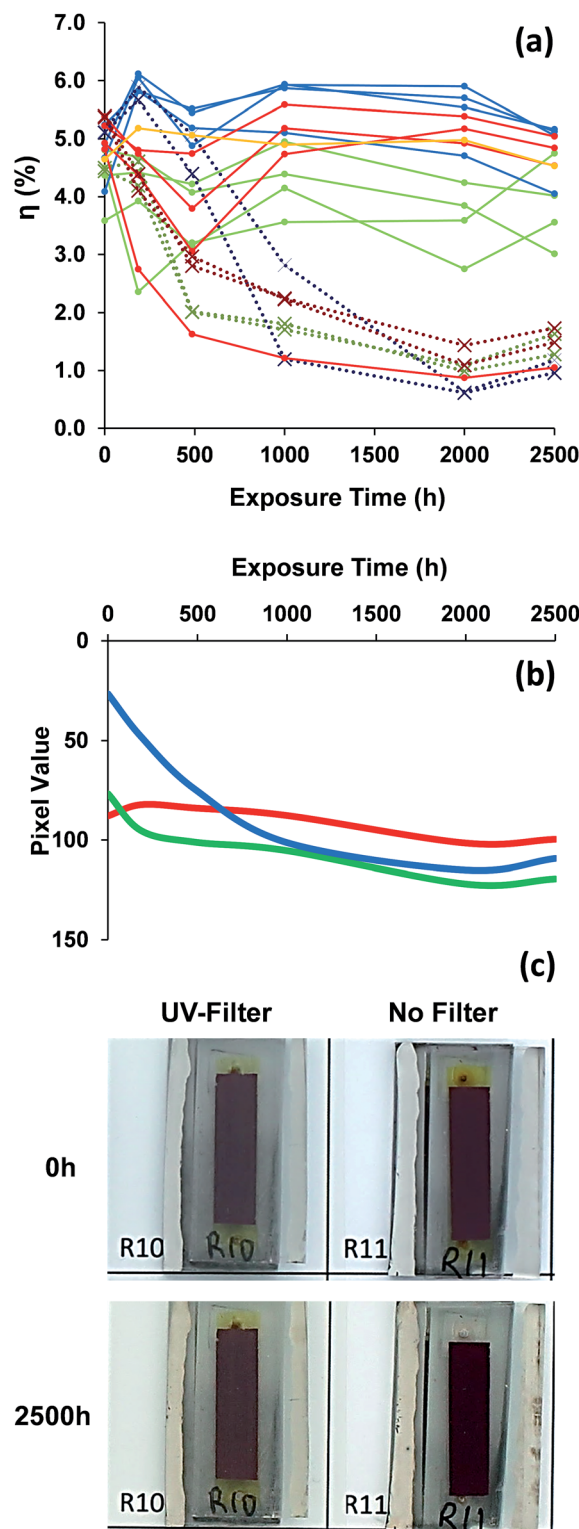 (a)
7.0
6.0
5.0
4.0
3.0
2.0
1.0
0.0
η (%)
0 500 1000 1500 2000 2500
Exposure Time (h)
Exposure Time (h)
0 500 1000 1500 2000 2500
(b)
0
50
100
150
Pixel Value
(c)
UV-Filter No Filter
0h
R10 R10 R11 R11
2500h
R10 R10 R11 R11